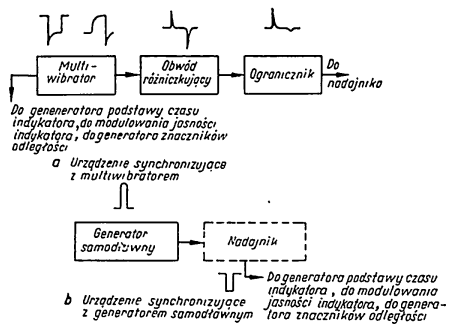 Multi-
wibrator
Obwód
różniczkujący
Ogranicznik
Do
nadajnika
Do geneneratora podstawy czasu
indykatora, do modulowania jasności
indykatora, do generatora znaczników
odległości
a Urządzenie synchronizujące
z multiwibratorem
Generator
samodławny
Nadajnik
Do generatora podstawy czasu
indykatora, do modulowania
jasności indykatora, do genera-
tora znaczników odległości
b Urządzenie synchronizujące
z generatorem samodławnym